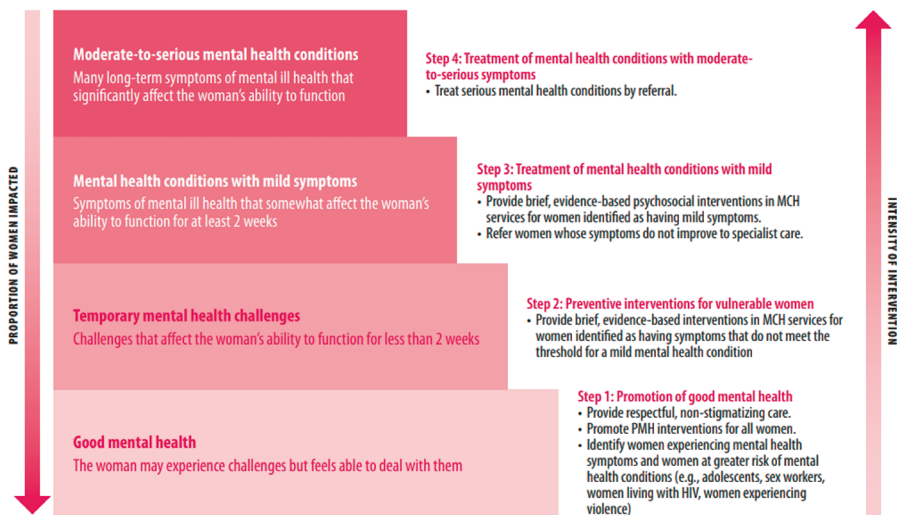 PROPORTION OF WOMEN IMPACTED
Moderate-to-serious mental health conditions
Many long-term symptoms of mental ill health that
significantly affect the woman's ability to function
Step 4: Treatment of mental health conditions with moderate-
to-serious symptoms
• Treat serious mental health conditions by referral.
Mental health conditions with mild symptoms
Symptoms of mental ill health that somewhat affect the woman's
ability to function for at least 2 weeks
Step 3: Treatment of mental health conditions with mild
symptoms
• Provide brief, evidence-based psychosocial interventions in MCH
services for women identified as having mild symptoms.
• Refer women whose symptoms do not improve to specialist care.
Temporary mental health challenges
Challenges that affect the woman's ability to function for less than 2 weeks
Step 2: Preventive interventions for vulnerable women
• Provide brief, evidence-based interventions in MCH services for
women identified as having symptoms that do not meet the
threshold for a mild mental health condition
Good mental health
The woman may experience challenges but feels able to deal with them
Step 1: Promotion of good mental health
• Provide respectful, non-stigmatizing care.
• Promote PMH interventions for all women.
• Identify women experiencing mental health
symptoms and women at greater risk of mental
health conditions (e.g., adolescents, sex workers,
women living with HIV, women experiencing
violence)
INTENSITY OF INTERVENTION